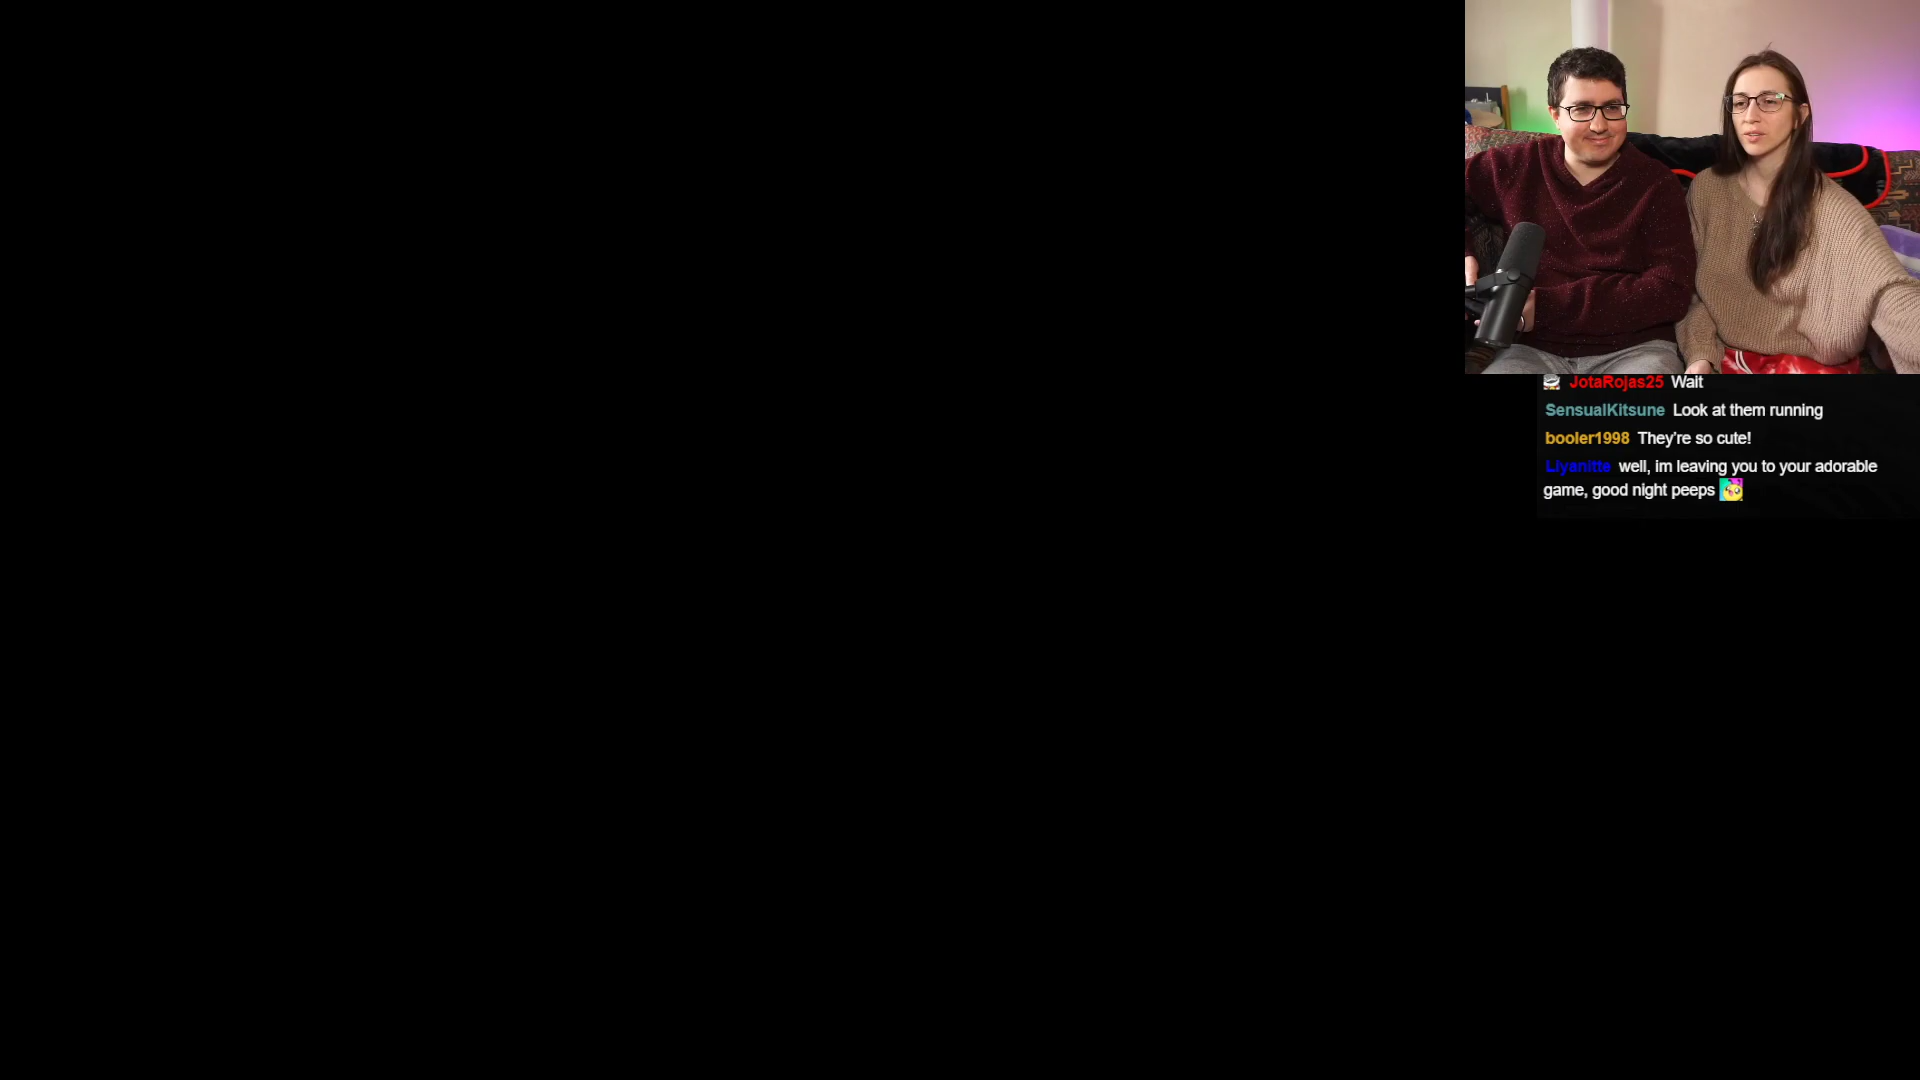 JotaRojas25 Wait
SensualKitsune Look at them running
booler1998 They're so cute!
Llyanitte well, im leaving you to your adorable
game, good night peeps